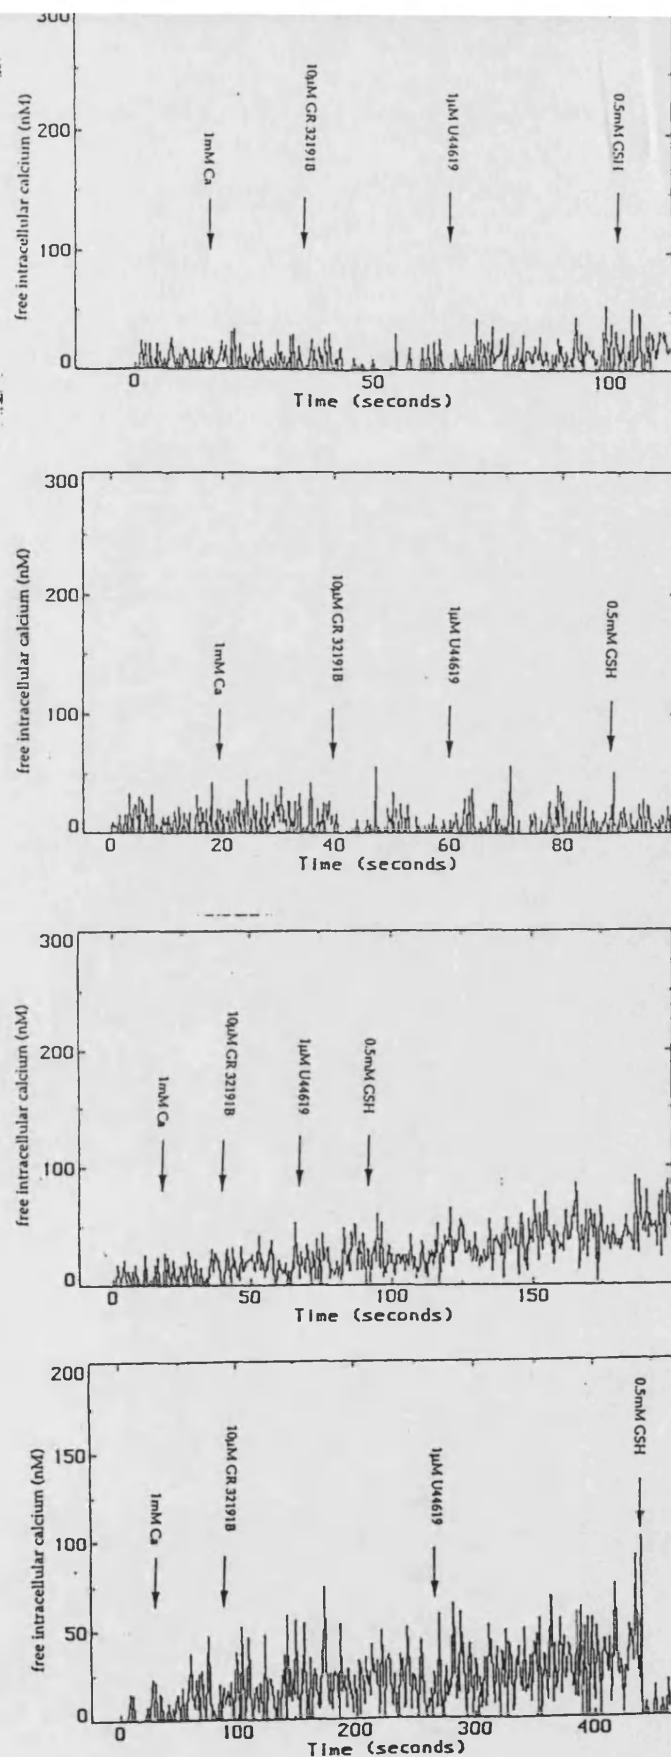 300
200
100
0
free intracellular calcium (nM)
1mM Ca
10µM GR 32191B
1µM U44619
0.5mM GSH
0 50 100
Time (seconds)
300
200
100
0
free intracellular calcium (nM)
1mM Ca
10µM GR 32191B
1µM U44619
0.5mM GSH
0 20 40 60 80
Time (seconds)
300
200
100
0
free intracellular calcium (nM)
1mM Ca
10µM GR 32191B
1µM U44619
0.5mM GSH
0 50 100 150
Time (seconds)
200
150
100
50
0
free intracellular calcium (nM)
1mM Ca
10µM GR 32191B
1µM U44619
0.5mM GSH
0 100 200 300 400
Time (seconds)